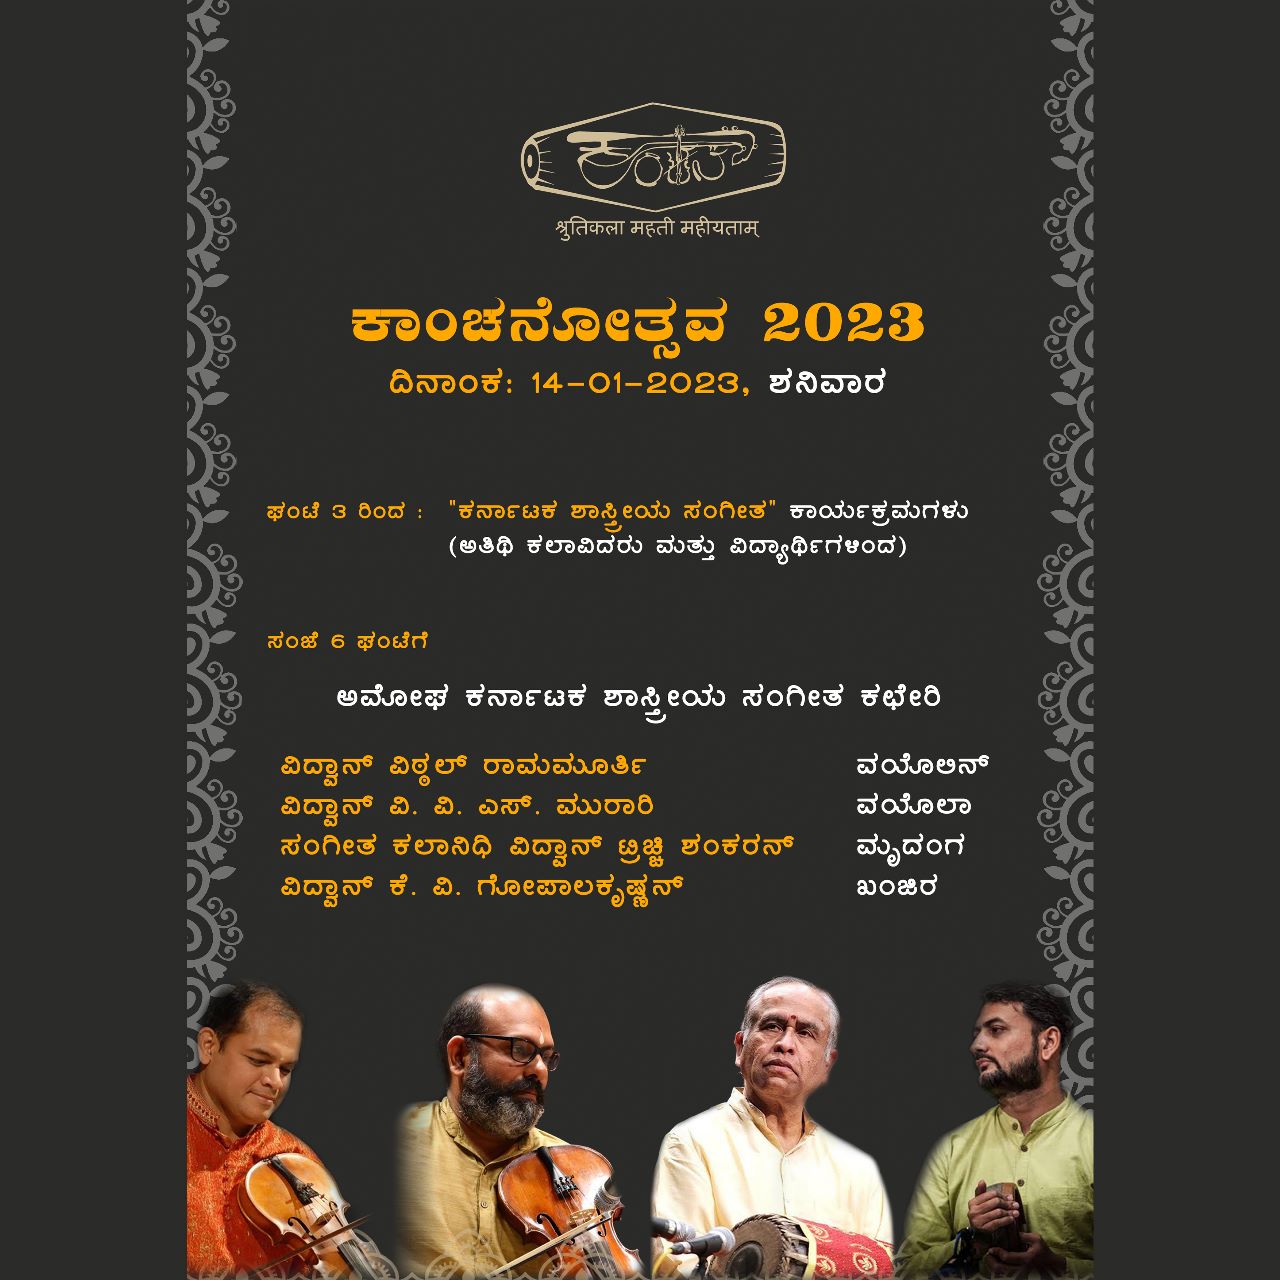 ಕಾಂಚನ
श्रुतिकला महती महीयताम्
ಕಾಂಚನೋತ್ಸವ 2023
ದಿನಾಂಕ: 14-01-2023, ಶನಿವಾರ
ಘಂಟೆ 3 ರಿಂದ : "ಕರ್ನಾಟಕ ಶಾಸ್ತ್ರೀಯ ಸಂಗೀತ" ಕಾರ್ಯಕ್ರಮಗಳು
(ಅತಿಥಿ ಕಲಾವಿದರು ಮತ್ತು ವಿದ್ಯಾರ್ಥಿಗಳಿಂದ)
ಸಂಜೆ 6 ಘಂಟೆಗೆ
ಅಮೋಘ ಕರ್ನಾಟಕ ಶಾಸ್ತ್ರೀಯ ಸಂಗೀತ ಕಛೇರಿ
ವಿದ್ವಾನ್ ವಿಠ್ಠಲ್ ರಾಮಮೂರ್ತಿ ವಯೊಲಿನ್
ವಿದ್ವಾನ್ ವಿ. ವಿ. ಎಸ್. ಮುರಾರಿ ವಯೊಲಾ
ಸಂಗೀತ ಕಲಾನಿಧಿ ವಿದ್ವಾನ್ ಟ್ರಿಚ್ಚಿ ಶಂಕರನ್ ಮೃದಂಗ
ವಿದ್ವಾನ್ ಕೆ. ವಿ. ಗೋಪಾಲಕೃಷ್ಣನ್ ಖಂಜಿರ